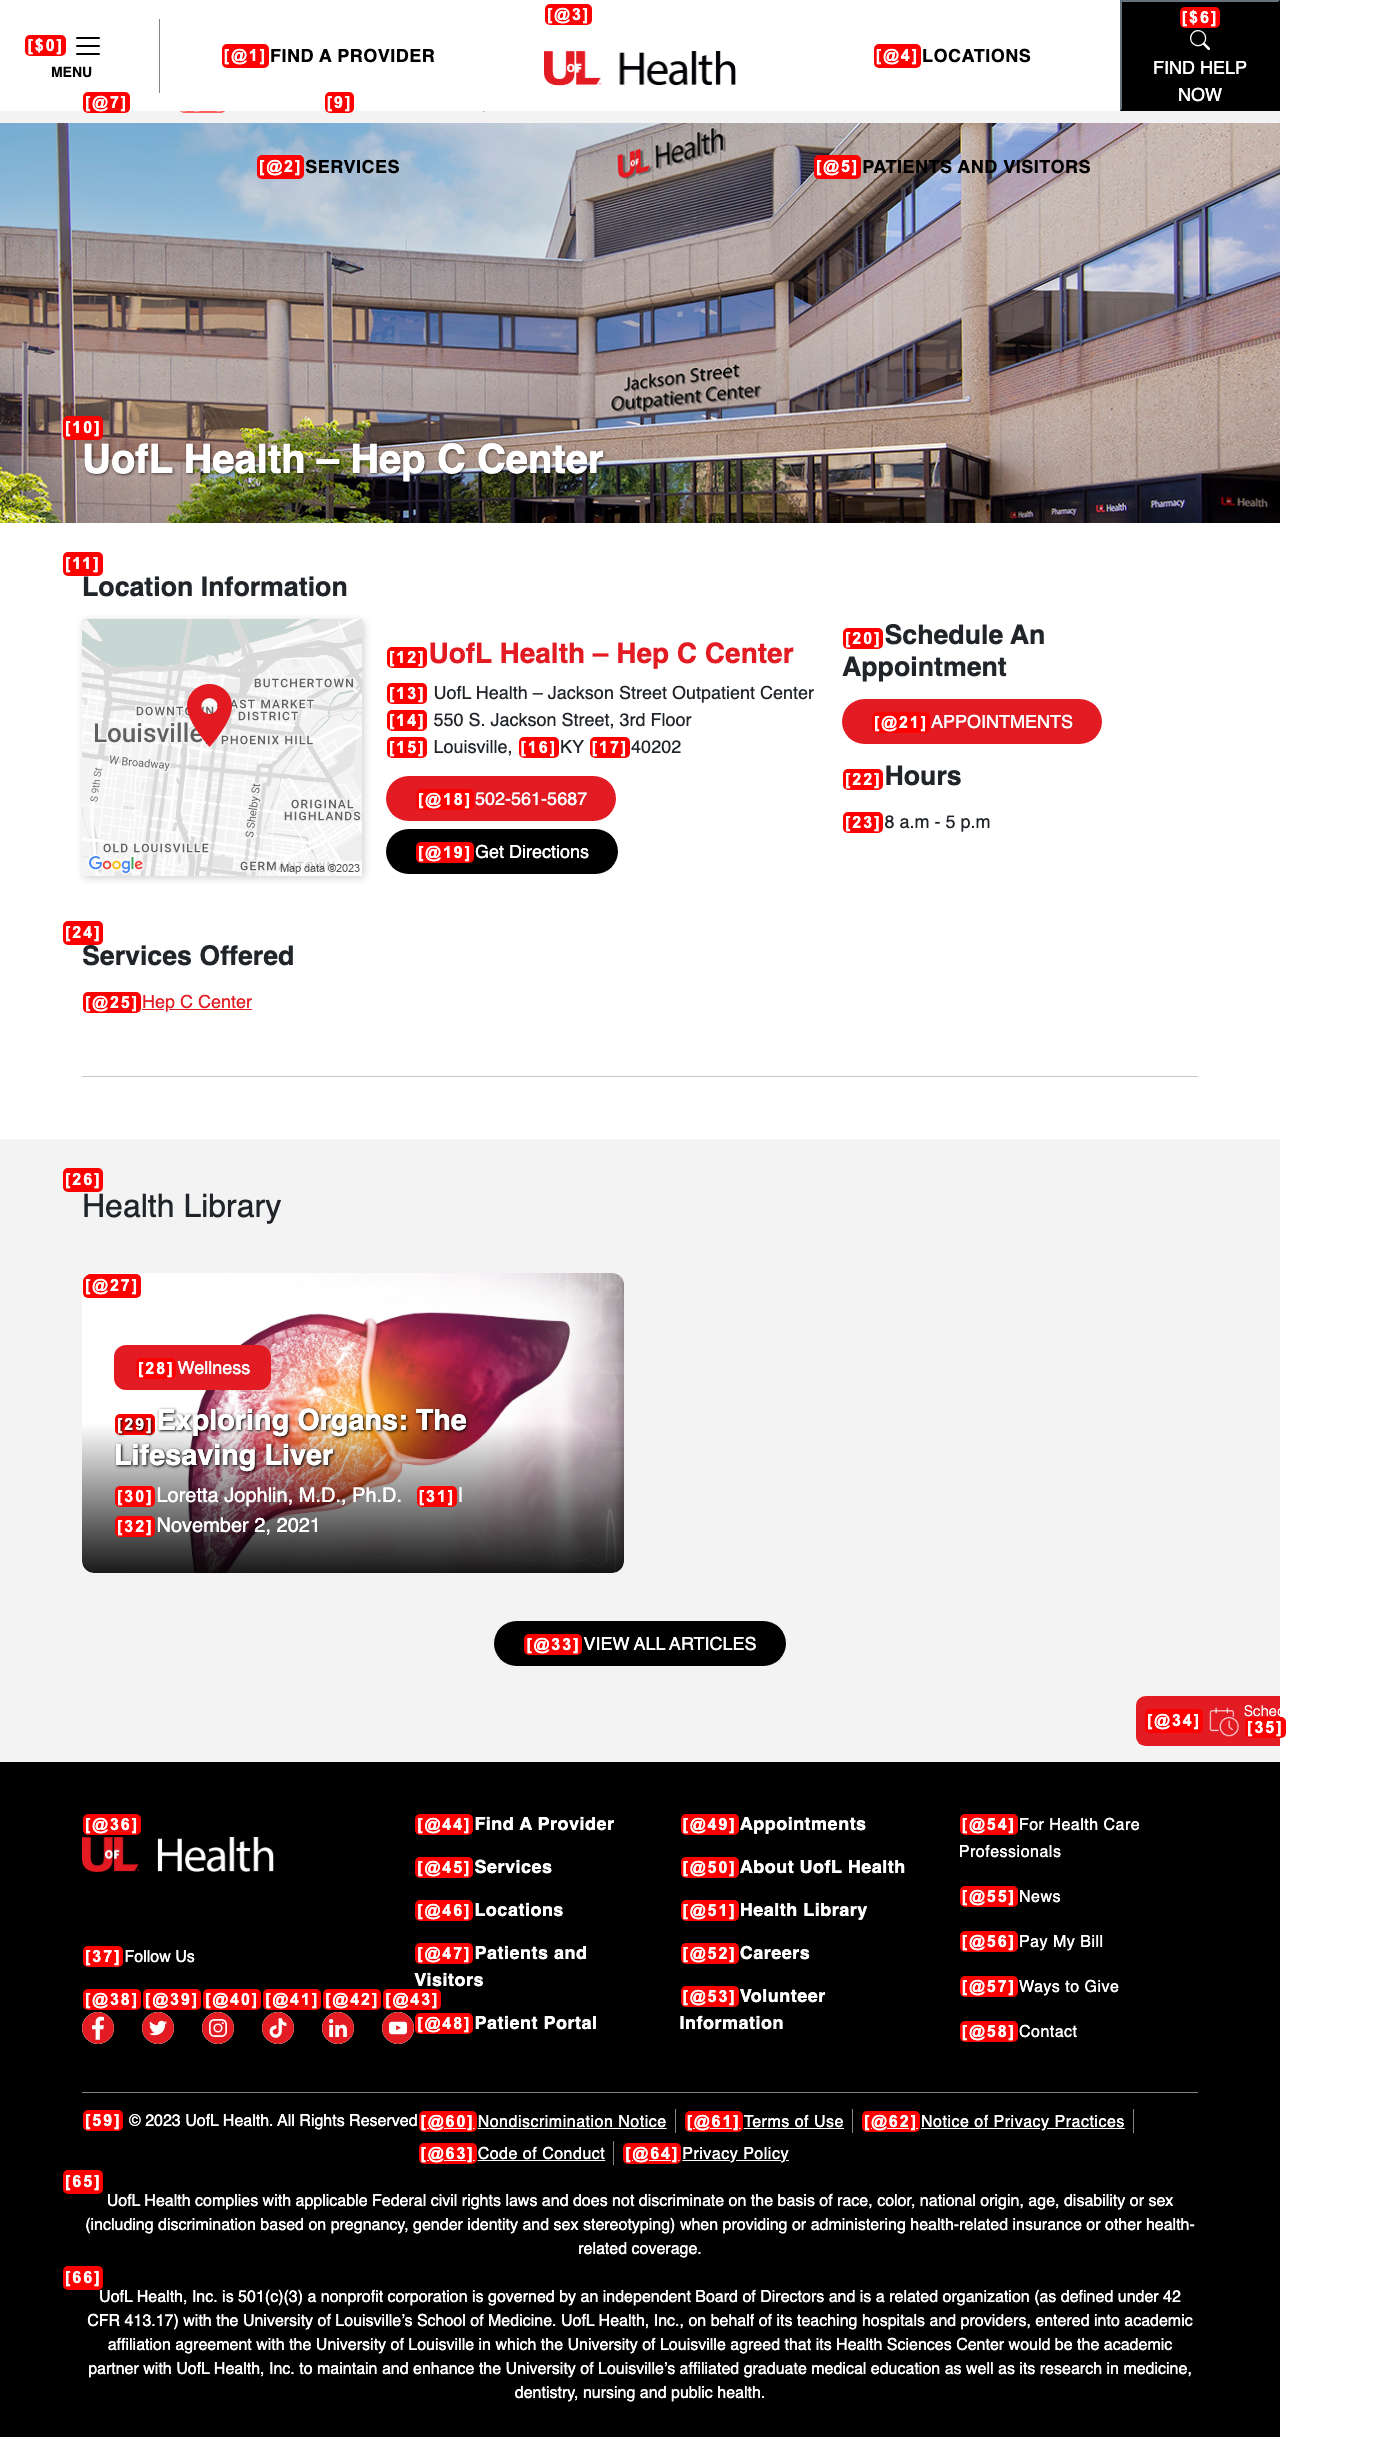 [$0]
MENU
[@1] FIND A PROVIDER
[@3]
UofL Health
[@4] LOCATIONS
[$6]
FIND HELP
NOW
[@7]
[9]
[@2] SERVICES
UofL Health
[@5] PATIENTS AND VISITORS
Jackson Street
Outpatient Center
[10]
UofL Health – Hep C Center
UofL Health
Pharmacy
UofL Health
Pharmacy
UofL Health
[11]
Location Information
BUTCHERTOWN
DOWNTOWN
EAST MARKET
DISTRICT
Louisville
PHOENIX HILL
W Broadway
S 9th St
S Shelby St
ORIGINAL
HIGHLANDS
OLD LOUISVILLE
Google
GERM
Map data ©2023
[12] UofL Health – Hep C Center
[13] UofL Health – Jackson Street Outpatient Center
[14] 550 S. Jackson Street, 3rd Floor
[15] Louisville, [16] KY [17] 40202
[@18] 502-561-5687
[@19] Get Directions
[20] Schedule An
Appointment
[@21] APPOINTMENTS
[22] Hours
[23] 8 a.m - 5 p.m
[24]
Services Offered
[@25] Hep C Center
[26]
Health Library
[@27]
[28] Wellness
[29] Exploring Organs: The
Lifesaving Liver
[30] Loretta Jophlin, M.D., Ph.D. [31] |
[32] November 2, 2021
[@33] VIEW ALL ARTICLES
[@34] Sched
[35]
[@36]
UofL Health
[37] Follow Us
[@38] [@39] [@40] [@41] [@42] [@43]
[@44] Find A Provider
[@45] Services
[@46] Locations
[@47] Patients and
Visitors
[@48] Patient Portal
[@49] Appointments
[@50] About UofL Health
[@51] Health Library
[@52] Careers
[@53] Volunteer
Information
[@54] For Health Care
Professionals
[@55] News
[@56] Pay My Bill
[@57] Ways to Give
[@58] Contact
[59] © 2023 UofL Health. All Rights Reserved [@60] Nondiscrimination Notice [@61] Terms of Use [@62] Notice of Privacy Practices
[@63] Code of Conduct [@64] Privacy Policy
[65]
UofL Health complies with applicable Federal civil rights laws and does not discriminate on the basis of race, color, national origin, age, disability or sex
(including discrimination based on pregnancy, gender identity and sex stereotyping) when providing or administering health-related insurance or other health-
related coverage.
[66]
UofL Health, Inc. is 501(c)(3) a nonprofit corporation is governed by an independent Board of Directors and is a related organization (as defined under 42
CFR 413.17) with the University of Louisville’s School of Medicine. UofL Health, Inc., on behalf of its teaching hospitals and providers, entered into academic
affiliation agreement with the University of Louisville in which the University of Louisville agreed that its Health Sciences Center would be the academic
partner with UofL Health, Inc. to maintain and enhance the University of Louisville’s affiliated graduate medical education as well as its research in medicine,
dentistry, nursing and public health.